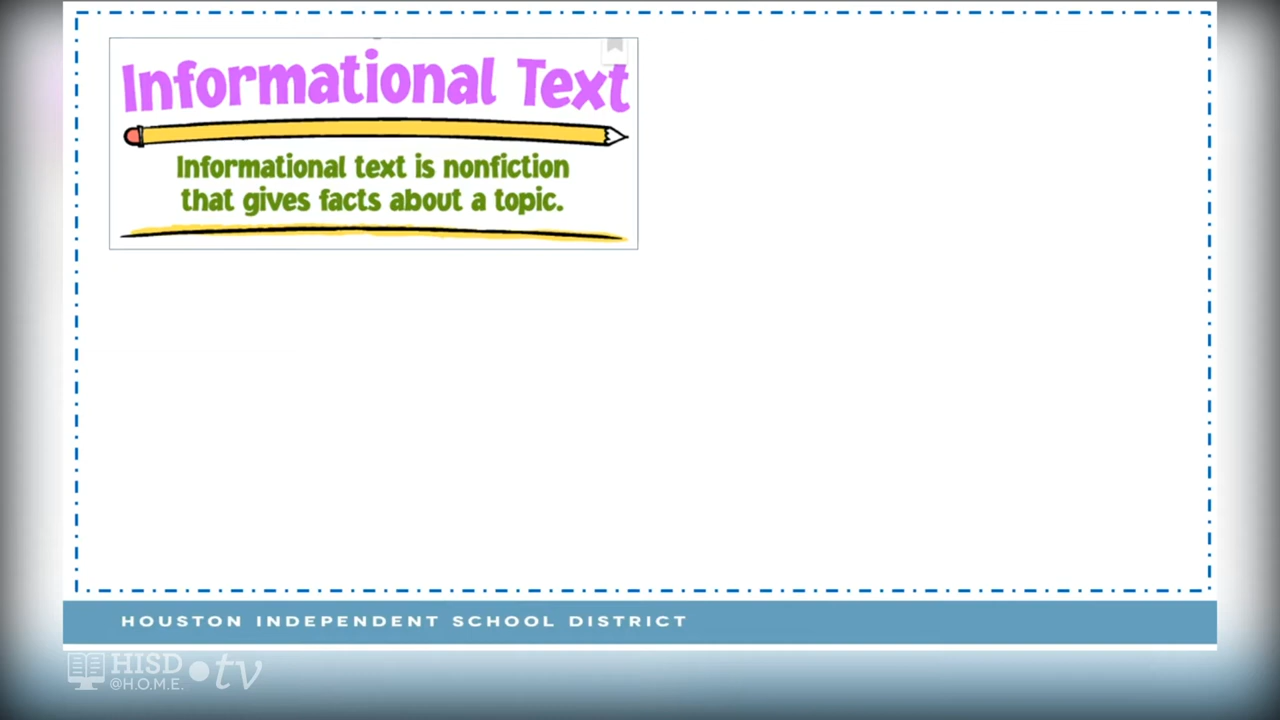 Informational Text
Informational text is nonfiction
that gives facts about a topic.
HOUSTON INDEPENDENT SCHOOL DISTRICT
HISD
@H.O.M.E.
tv